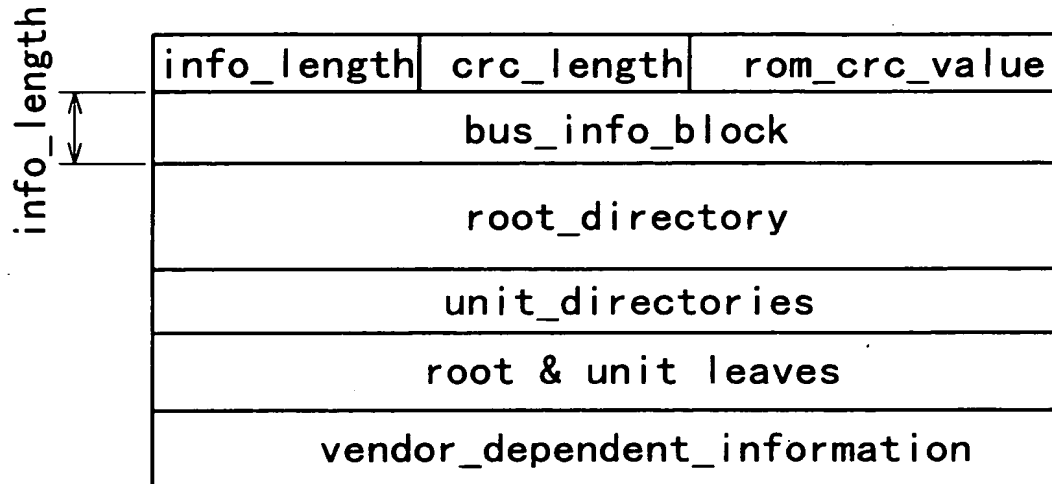 info_length
info_length crc_length rom_crc_value
bus_info_block
root_directory
unit_directories
root & unit leaves
vendor_dependent_information